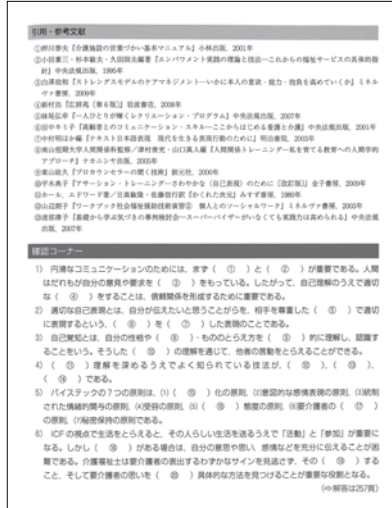 引用・参考文献
①岸川春夫『介護施設の言葉づかい基本マニュアル』小林出版、2001年
②小田兼三・杉本敏夫・久田則夫編著『エンパワメント実践の理論と技法―これからの福祉サービスの具体的指
針』中央法規出版、1995年
③白澤政和『ストレングスモデルのケアマネジメント―いかに本人の意欲・能力・抱負を高めていくか』ミネル
ヴァ書房、2009年
④新村出『広辞苑〔第6版〕』岩波書店、2008年
⑤妹尾弘幸『一人ひとりが輝くレクリエーション・プログラム』中央法規出版、2007年
⑥田中キミ子『高齢者とのコミュニケーション・スキル―ここからはじめる看護と介護』中央法規出版、2001年
⑦中村明ほか編『テキスト日本語表現 現代を生きる表現行動のために』明治書院、2003年
⑧南山短期大学人間関係科監修／津村俊充・山口真人編『人間関係トレーニング―私を育てる教育への人間学的
アプローチ』ナカニシヤ出版、2005年
⑨東山紘久『プロカウンセラーの聞く技術』創元社、2000年
⑩平木典子『アサーション・トレーニング―さわやかな〈自己表現〉のために〔改訂版〕』金子書房、2009年
⑪ホール、エドワード著／日高敏隆・佐藤信行訳『かくれた次元』みすず書房、1980年
⑫山辺朗子『ワークブック社会福祉援助技術演習② 個人とのソーシャルワーク』ミネルヴァ書房、2003年
⑬渡部律子『基礎から学ぶ気づきの事例検討会―スーパーバイザーがいなくても実践力は高められる』中央法規
出版、2007年
確認コーナー
1) 円滑なコミュニケーションのためには、まず（ ① ）と（ ② ）が重要である。人間
はだれもが自分の意見や要求を（ ③ ）をもっている。したがって、自己理解のうえで適切
な（ ④ ）をすることは、信頼関係を形成するために重要である。
2) 適切な自己表現とは、自分が伝えたいと思うことがらを、相手を尊重した（ ⑤ ）で適切
に表現するという、（ ⑥ ）を（ ⑦ ）した表現のことである。
3) 自己覚知とは、自分の性格や（ ⑧ ）・もののとらえ方を（ ⑨ ）的に理解し、認識す
ることをいう。そうした（ ⑩ ）の理解を通じて、他者の言動をとらえることができる。
4) （ ⑪ ）理解を深めるうえでよく知られている技法が、（ ⑫ ）、（ ⑬ ）、
（ ⑭ ）である。
5) バイステックの7つの原則は、(1)（ ⑮ ）化の原則、(2)意図的な感情表現の原則、(3)統制
された情緒的関与の原則、(4)受容の原則、(5)（ ⑯ ）態度の原則、(6)要介護者の（ ⑰ ）
の原則、(7)秘密保持の原則である。
6) ICFの視点で生活をとらえると、その人らしい生活を送るうえで「活動」と「参加」が重要に
なる。しかし（ ⑱ ）がある場合は、自分の意思や思い、感情などを充分に伝えることが困
難である。介護福祉士は要介護者の表出するわずかなサインを見逃さず、その（ ⑲ ）する
こと、そして要介護者の思いを（ ⑳ ）具体的な方法を見つけることが重要な役割となる。
(⇨解答は257頁)